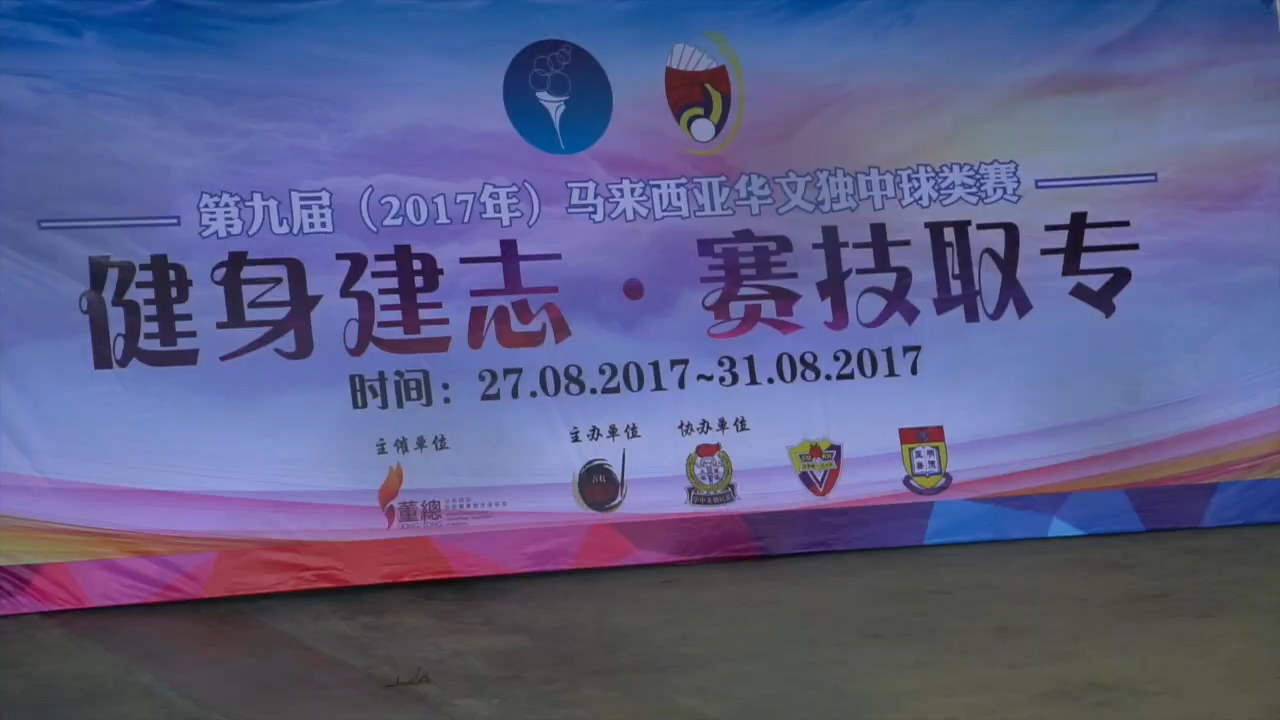 第九届（2017年）马来西亚华文独中球类赛
健身建志·赛技取专
时间：27.08.2017~31.08.2017
主催单位
主办单位
协办单位
董總
DONG ZONG